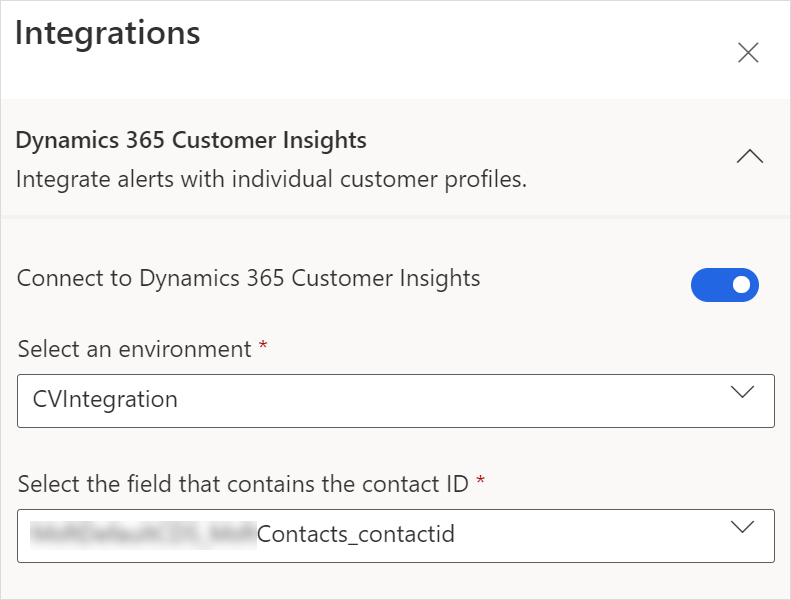 Integrations
Dynamics 365 Customer Insights
Integrate alerts with individual customer profiles.
Connect to Dynamics 365 Customer Insights
Select an environment *
CVIntegration
Select the field that contains the contact ID *
Contacts_contactid